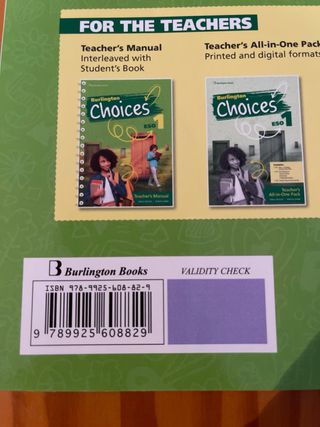 FOR THE TEACHERS
Teacher's Manual
Interleaved with
Student's Book
Teacher's All-in-One Pack
Printed and digital formats
Burlington
Choices
ESO 1
Teacher's Manual
Burlington
Choices
ESO 1
Teacher's
All-in-One Pack
Burlington Books
VALIDITY CHECK
ISBN 978-9925-608-82-9
9 789925 608829